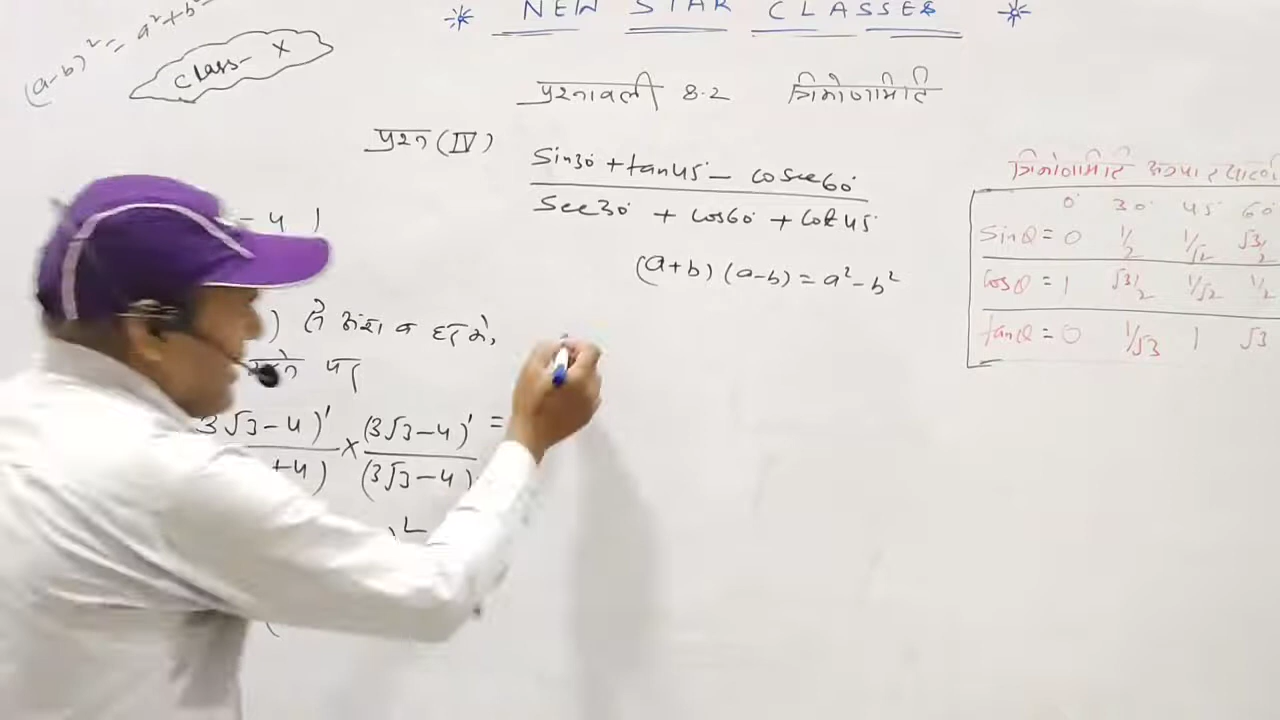 NEW STAR CLASSES
(a-b)² = a²+b²
Class- X
प्रश्नावली 8.2 त्रिकोणमिति
प्रश्न (IV)
Sin30° + tan45° - cosec60°
Sec30° + cos60° + cot45°
(a+b) (a-b) = a² - b²
- 4 )
) से अंश व हर में,
पर
3√3-4) × (3√3-4) =
+4) (3√3-4)
त्रिकोणमिति अनुपात
0° 30° 45° 60°
Sinθ = 0 1/2 1/√2 √3/2
cosθ = 1 √3/2 1/√2 1/2
tanθ = 0 1/√3 1 √3